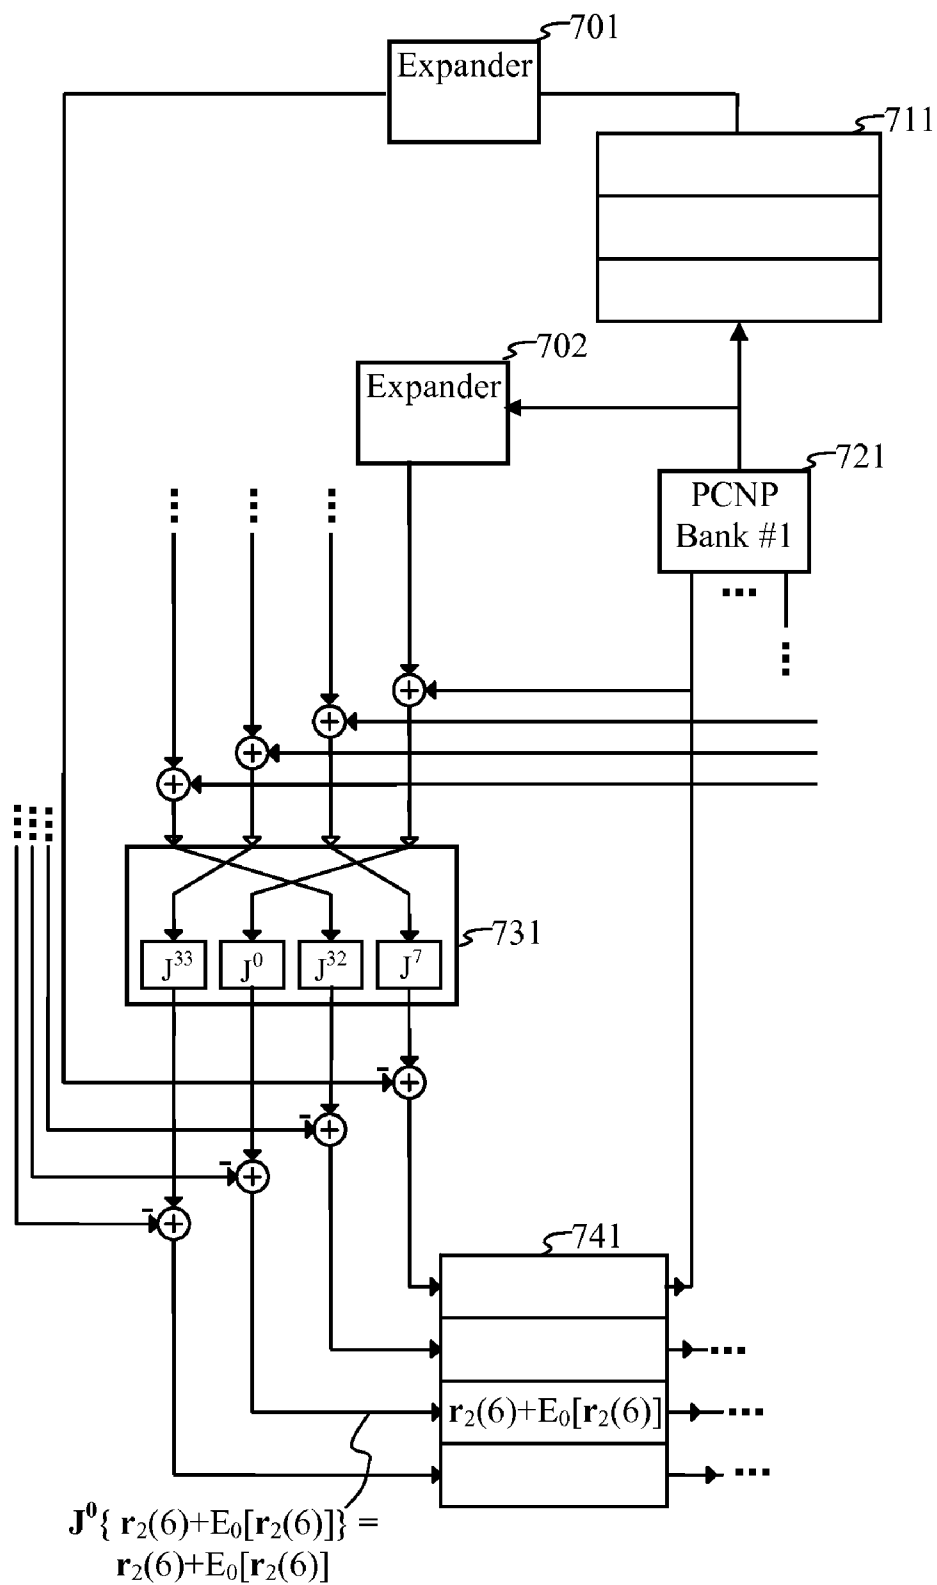 701
Expander
711
702
Expander
721
PCNP
Bank #1
+
+
+
+
731
J³³
J⁰
J³²
J⁷
-
+
-
+
-
+
-
+
741
r₂(6)+E₀[r₂(6)]
J⁰{ r₂(6)+E₀[r₂(6)]} =
r₂(6)+E₀[r₂(6)]